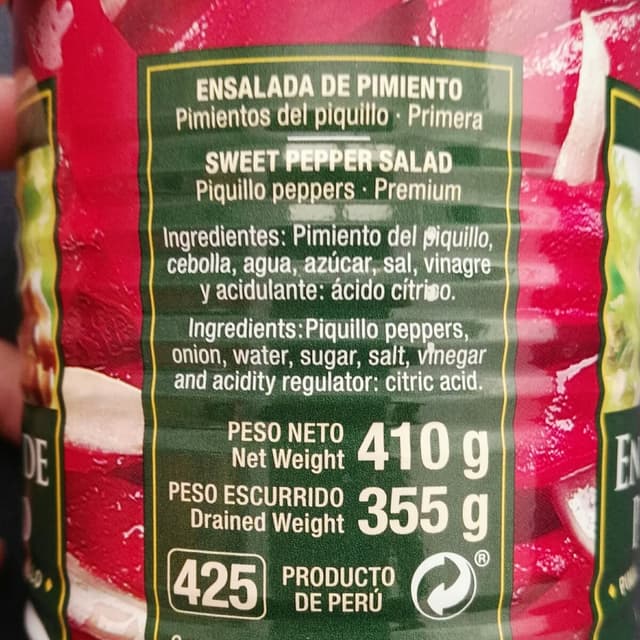 ENSALADA DE PIMIENTO
Pimientos del piquillo · Primera
SWEET PEPPER SALAD
Piquillo peppers · Premium
Ingredientes: Pimiento del piquillo,
cebolla, agua, azúcar, sal, vinagre
y acidulante: ácido cítrico.
Ingredients: Piquillo peppers,
onion, water, sugar, salt, vinegar
and acidity regulator: citric acid.
PESO NETO
Net Weight 410 g
PESO ESCURRIDO
Drained Weight 355 g
425 PRODUCTO
DE PERÚ ®
DE
EN